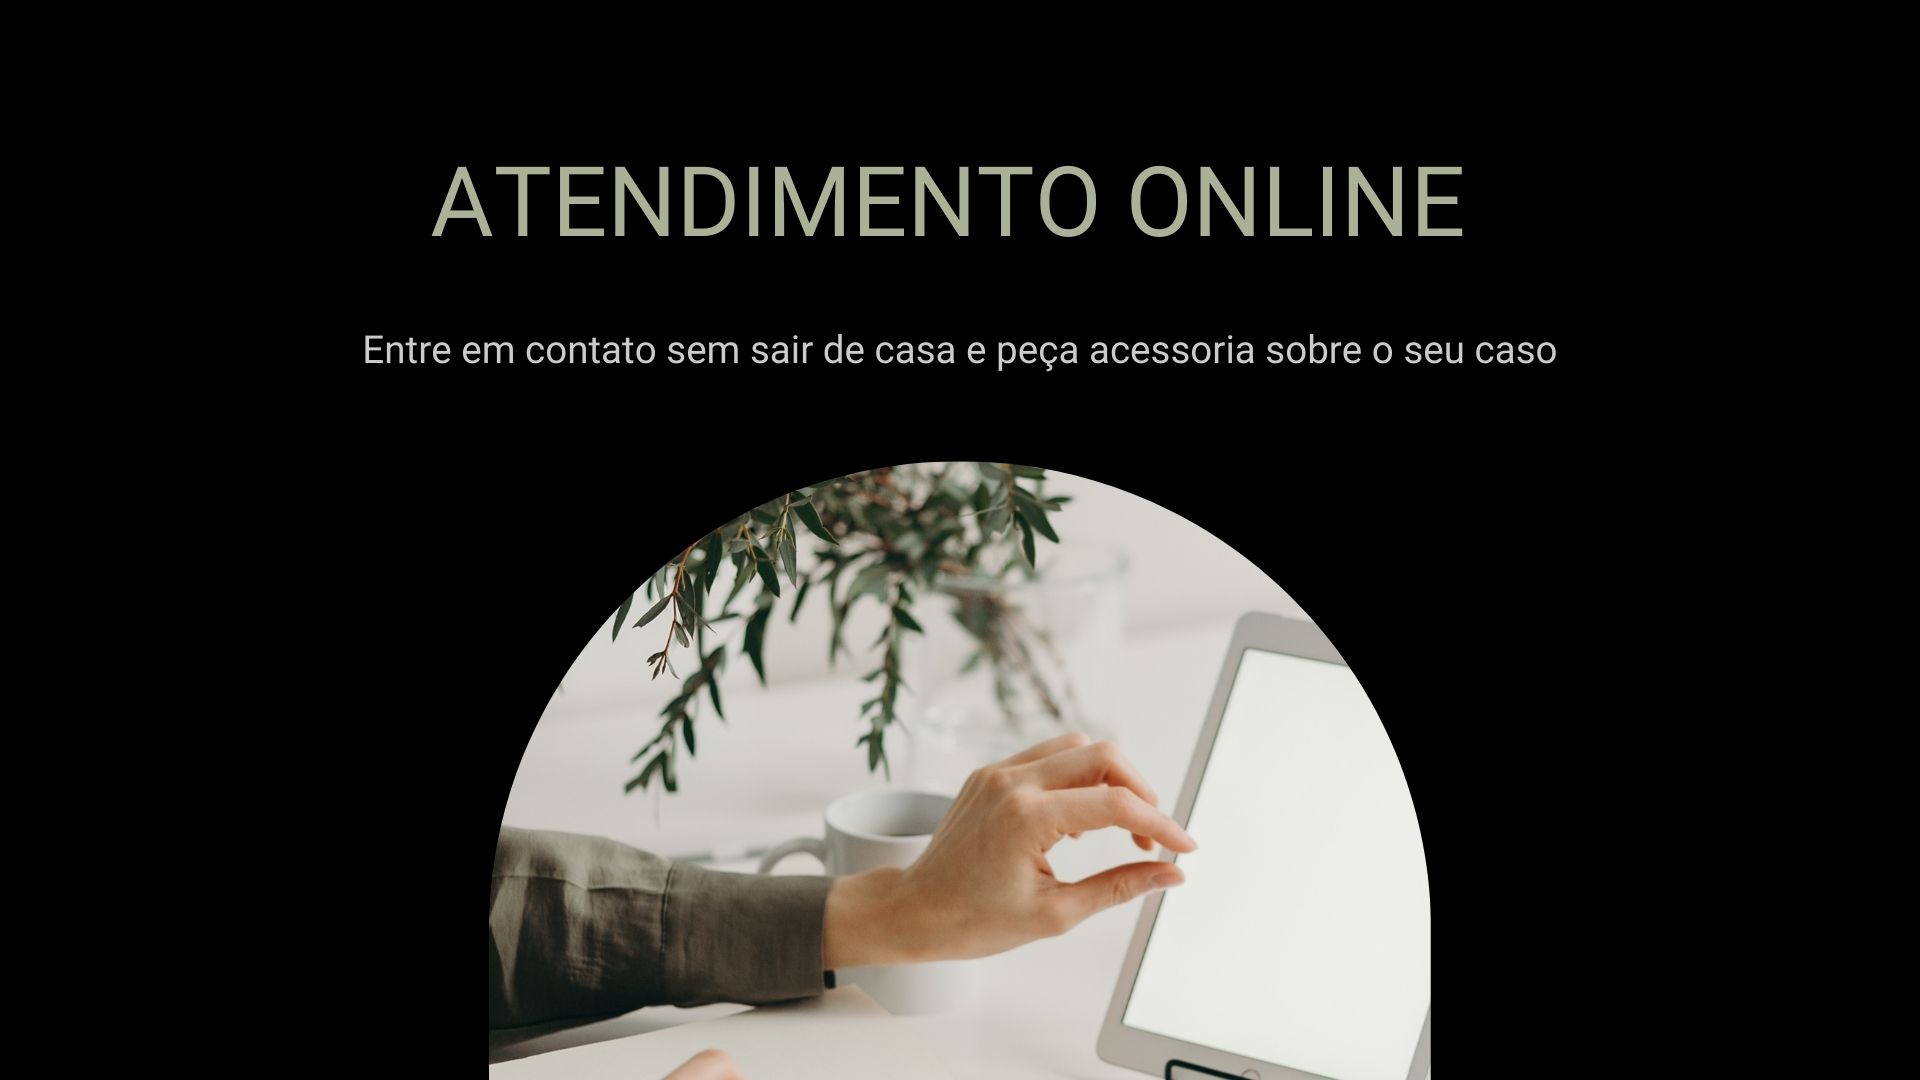 ATENDIMENTO ONLINE
Entre em contato sem sair de casa e peça acessoria sobre o seu caso